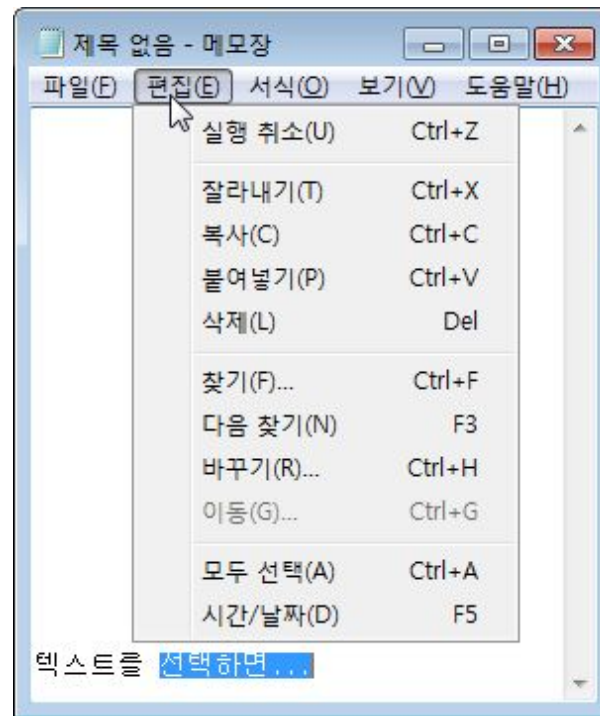 제목 없음 - 메모장
파일(F) 편집(E) 서식(O) 보기(V) 도움말(H)
실행 취소(U) Ctrl+Z
잘라내기(T) Ctrl+X
복사(C) Ctrl+C
붙여넣기(P) Ctrl+V
삭제(L) Del
찾기(F)... Ctrl+F
다음 찾기(N) F3
바꾸기(R)... Ctrl+H
이동(G)... Ctrl+G
모두 선택(A) Ctrl+A
시간/날짜(D) F5
텍스트를 선택하면...